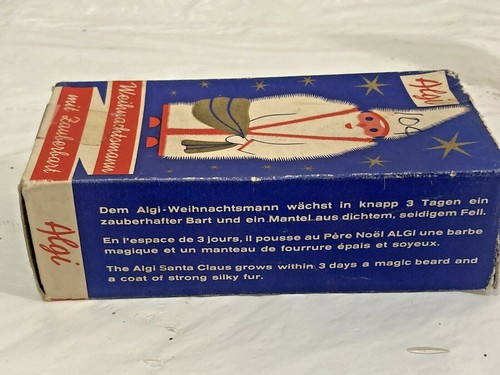 Weihnachtsmann
mit Zauberbart
Algi
Algi
Dem Algi-Weihnachtsmann wächst in knapp 3 Tagen ein
zauberhafter Bart und ein Mantel aus dichtem, seidigem Fell.
En l'espace de 3 jours, il pousse au Père Noël ALGI une barbe
magique et un manteau de fourrure épais et soyeux.
The Algi Santa Claus grows within 3 days a magic beard and
a coat of strong silky fur.